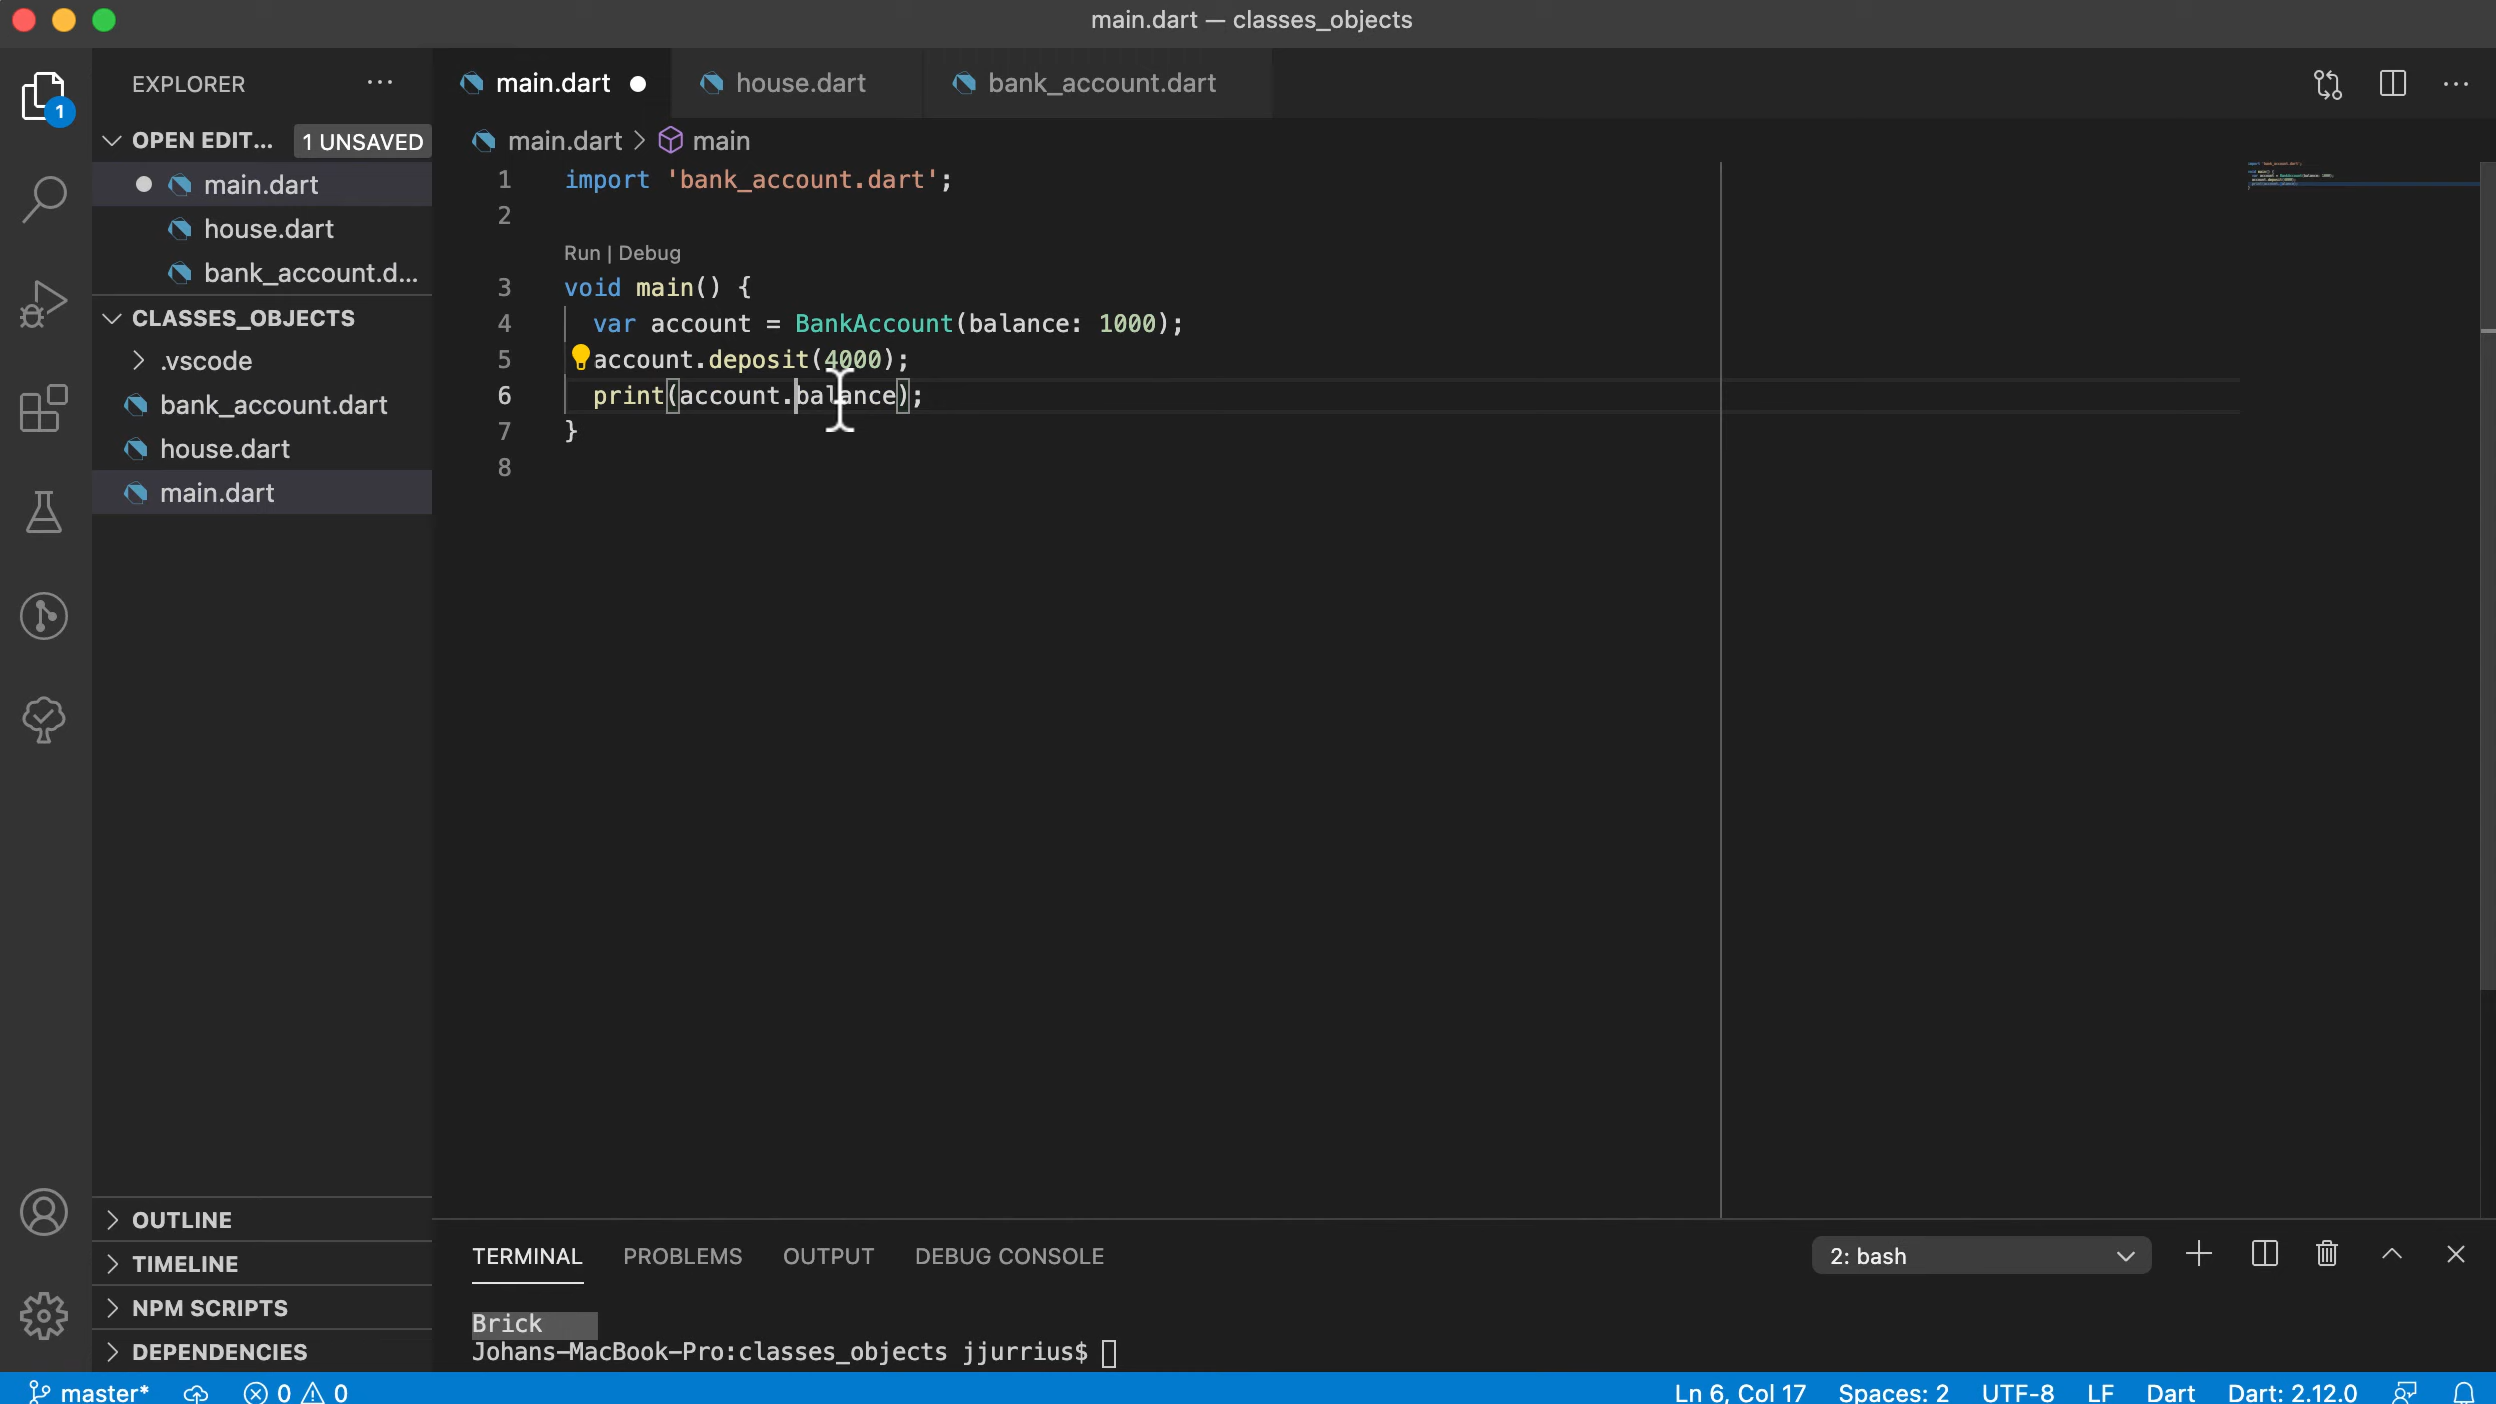 main.dart — classes_objects
EXPLORER
main.dart
house.dart
bank_account.dart
1
OPEN EDIT... 1 UNSAVED
main.dart > main
main.dart
house.dart
bank_account.d...
CLASSES_OBJECTS
.vscode
bank_account.dart
house.dart
main.dart
1 import 'bank_account.dart';
2
Run | Debug
3 void main() {
4 var account = BankAccount(balance: 1000);
5 account.deposit(4000);
6 print(account.balance);
7 }
8
OUTLINE
TIMELINE
NPM SCRIPTS
DEPENDENCIES
TERMINAL PROBLEMS OUTPUT DEBUG CONSOLE 2: bash
Brick
Johans-MacBook-Pro:classes_objects jjurrius$
master* 0 0 Ln 6, Col 17 Spaces: 2 UTF-8 LF Dart Dart: 2.12.0